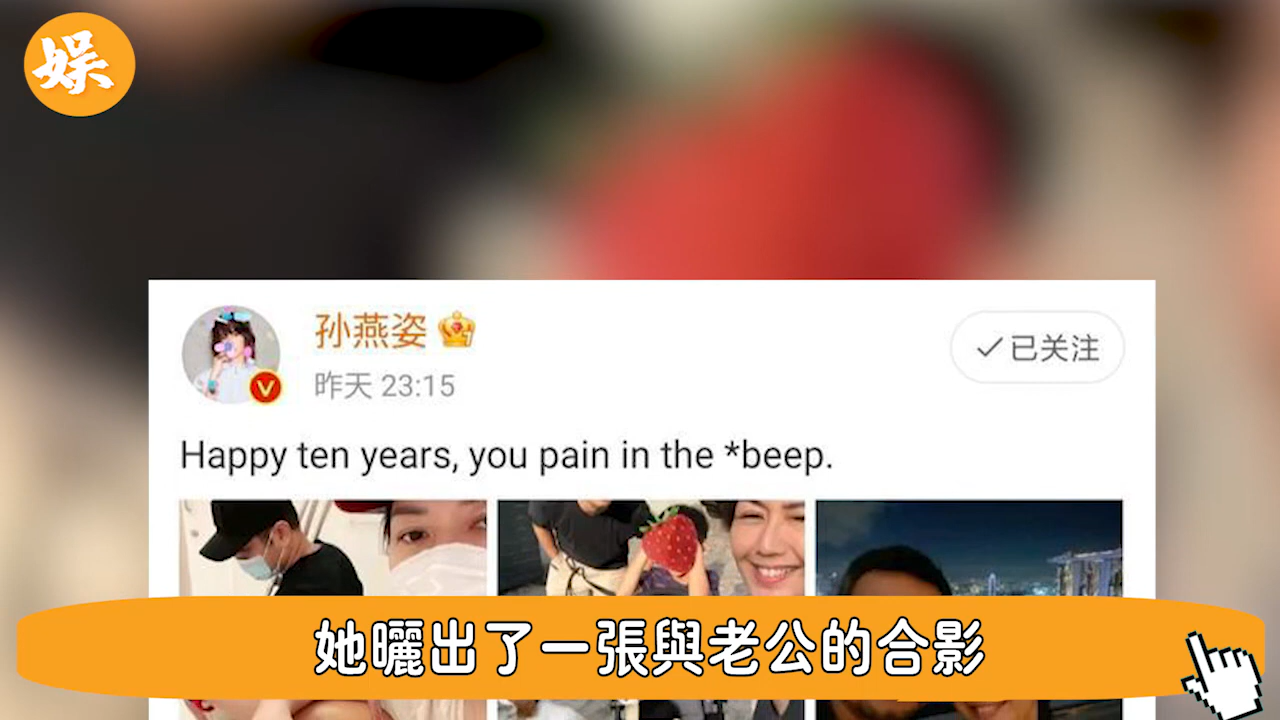 娱
孙燕姿
昨天 23:15
已关注
Happy ten years, you pain in the *beep.
她曬出了一張與老公的合影